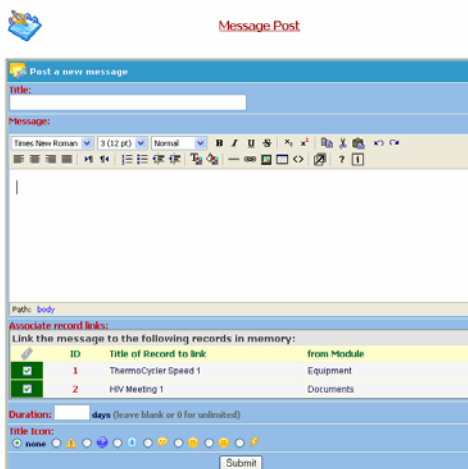 Message Post
Post a new message
Title:
Message:
Times New Roman 3 (12 pt) Normal B I U S ×₂ ×²
? i
Path: body
Associate record links:
Link the message to the following records in memory:
ID Title of Record to link from Module
1 ThermoCycler Speed 1 Equipment
2 HIV Meeting 1 Documents
Duration: days (leave blank or 0 for unlimited)
Title Icon:
none
Submit